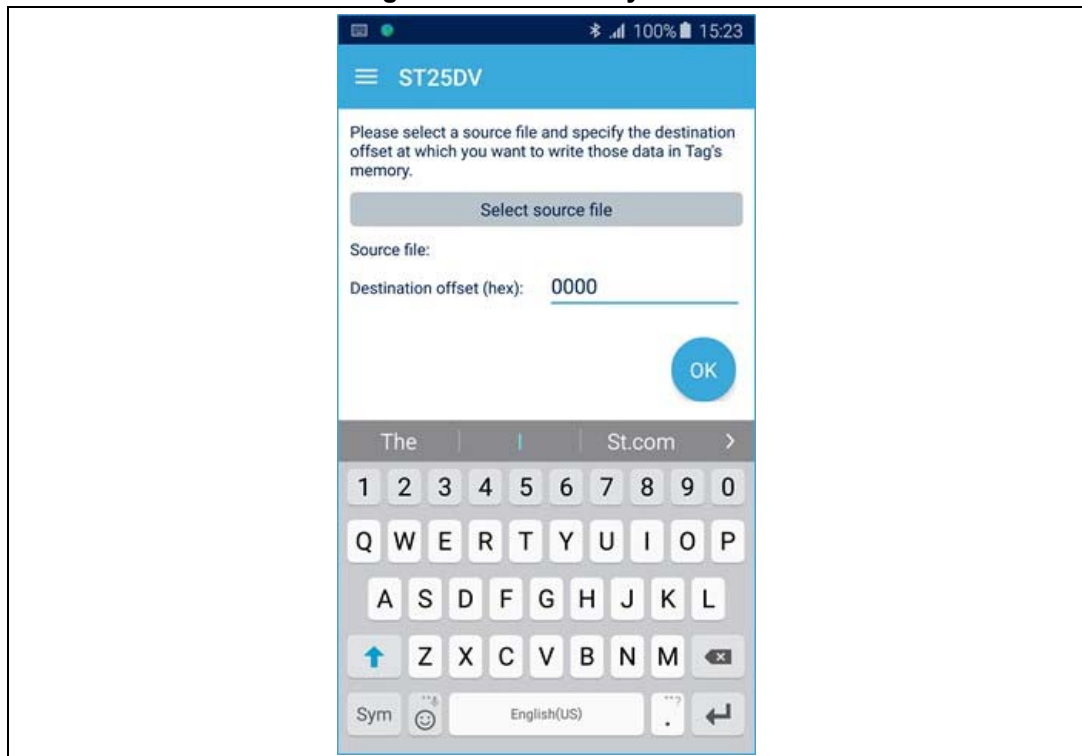 100% 15:23
ST25DV
Please select a source file and specify the destination
offset at which you want to write those data in Tag's
memory.
Select source file
Source file:
Destination offset (hex): 0000
OK
The I St.com >
1 2 3 4 5 6 7 8 9 0
Q W E R T Y U I O P
A S D F G H J K L
Z X C V B N M
Sym English(US) .